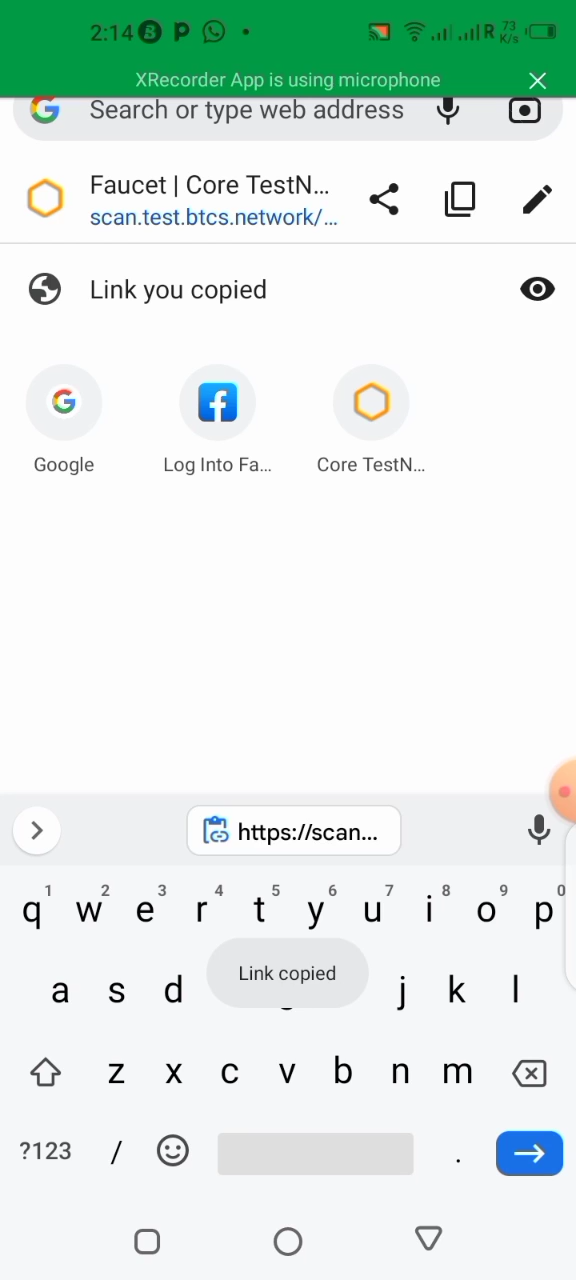 2:14
R 73 K/s
XRecorder App is using microphone
Search or type web address
Faucet | Core TestN...
scan.test.btcs.network/...
Link you copied
Google
Log Into Fa...
Core TestN...
https://scan...
1 2 3 4 5 6 7 8 9 0
q w e r t y u i o p
a s d j k l
Link copied
z x c v b n m
?123 / .